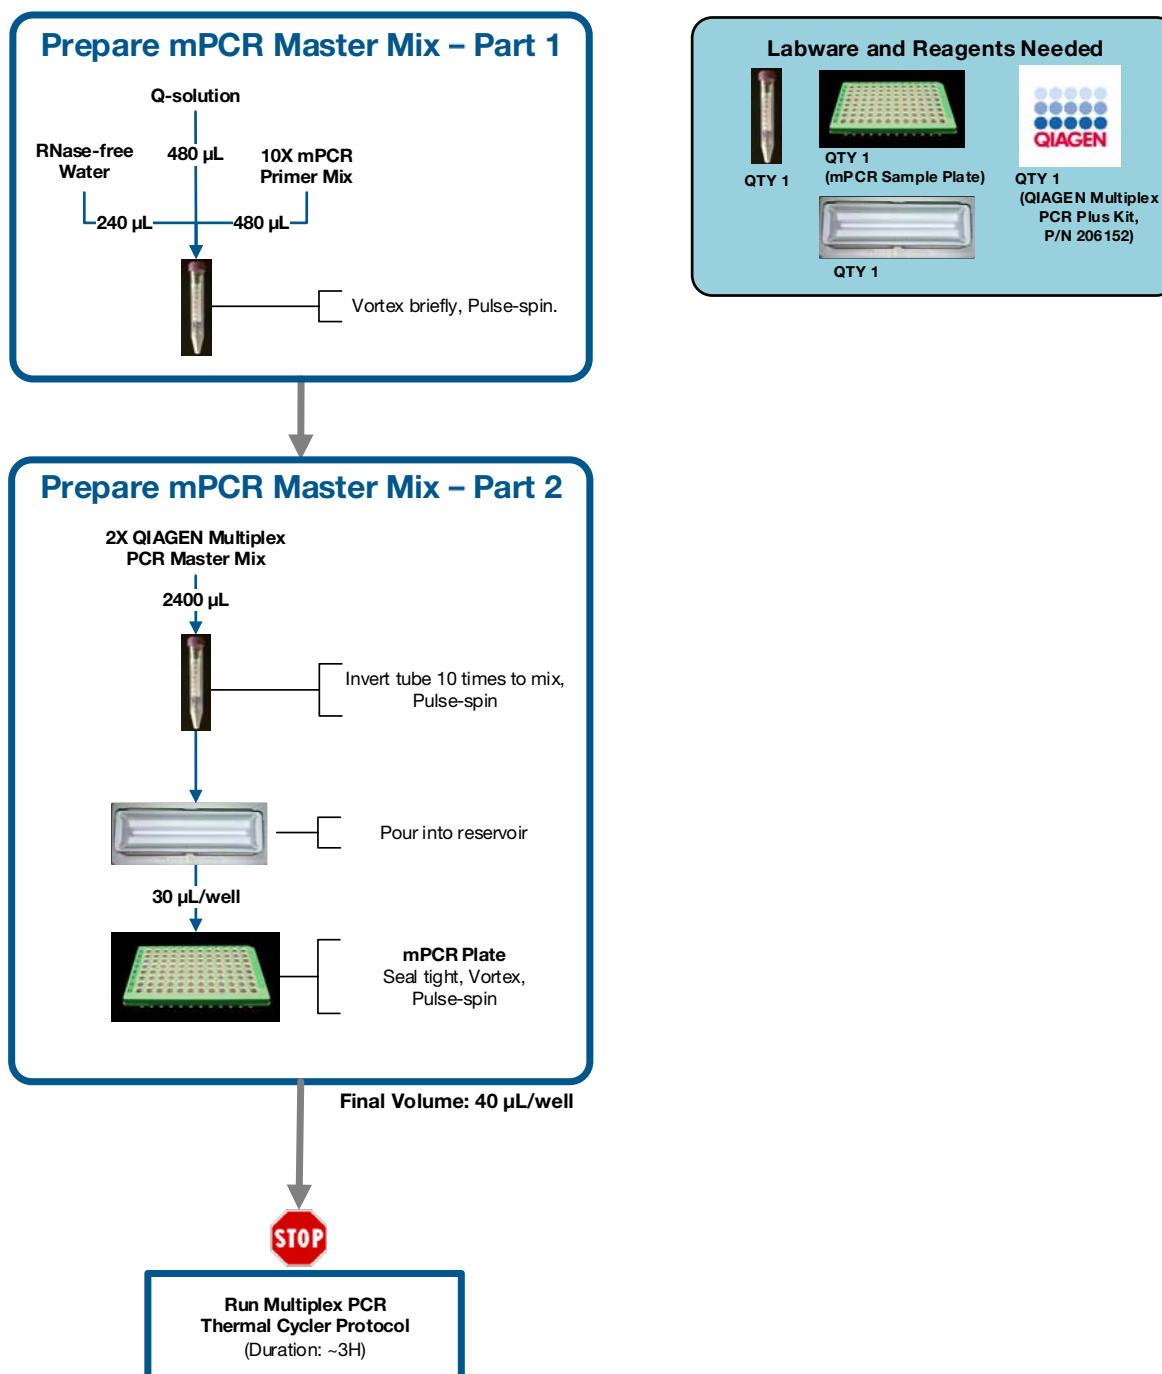 Prepare mPCR Master Mix – Part 1
Q-solution
RNase-free
Water
480 µL
10X mPCR
Primer Mix
240 µL
480 µL
Vortex briefly, Pulse-spin.
Labware and Reagents Needed
QTY 1
QTY 1
(mPCR Sample Plate)
QIAGEN
QTY 1
(QIAGEN Multiplex
PCR Plus Kit,
P/N 206152)
QTY 1
Prepare mPCR Master Mix – Part 2
2X QIAGEN Multiplex
PCR Master Mix
2400 µL
Invert tube 10 times to mix,
Pulse-spin
Pour into reservoir
30 µL/well
mPCR Plate
Seal tight, Vortex,
Pulse-spin
Final Volume: 40 µL/well
STOP
Run Multiplex PCR
Thermal Cycler Protocol
(Duration: ~3H)